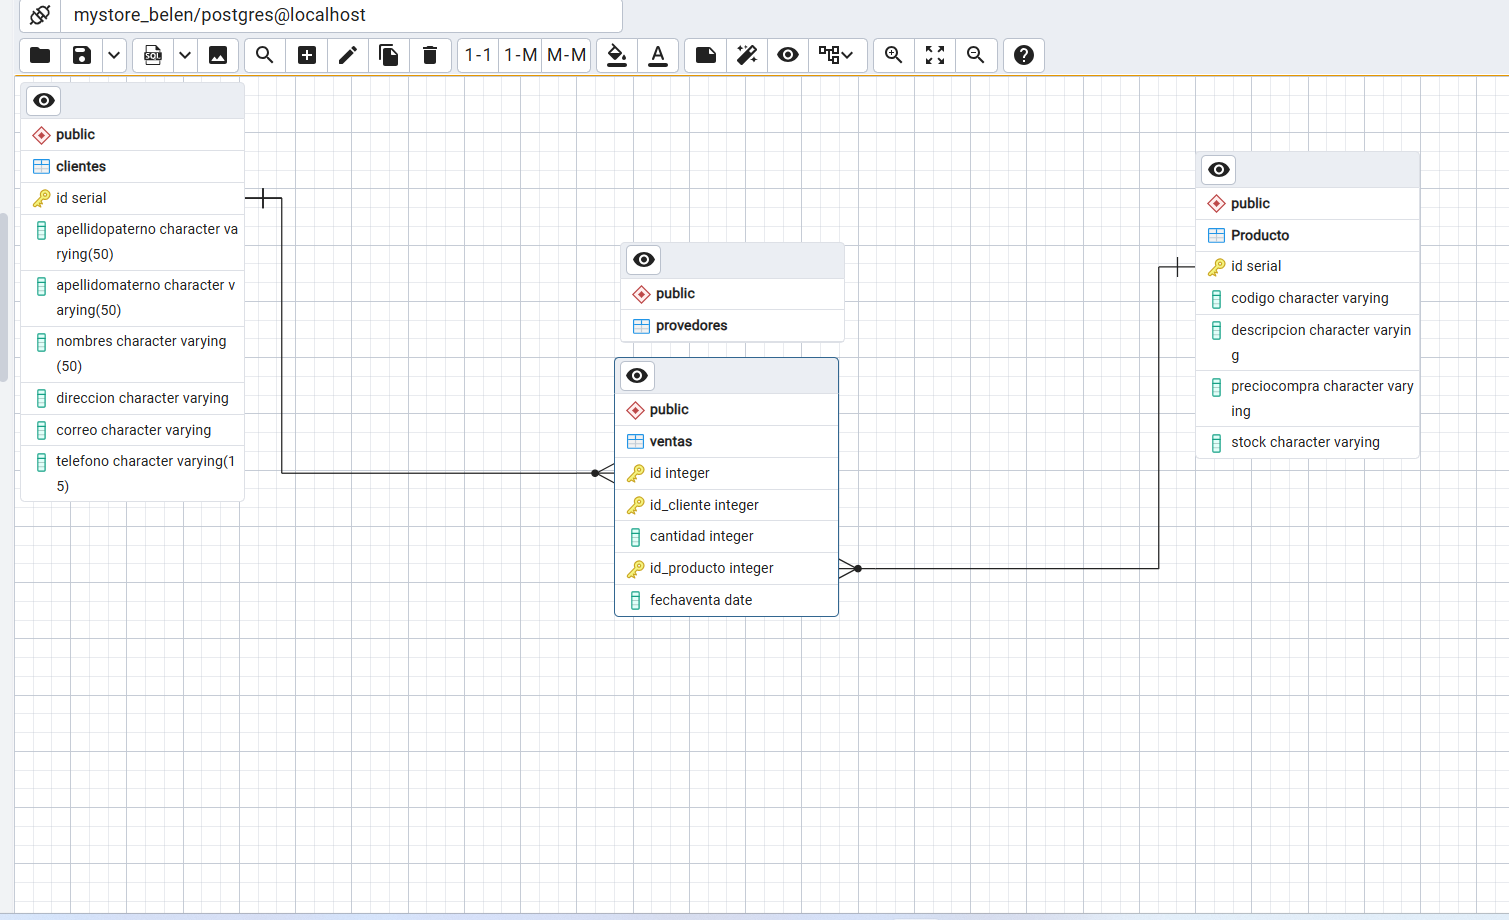 mystore_belen/postgres@localhost
SQL
1-1 1-M M-M
public
clientes
id serial
apellidopaterno character va
rying(50)
apellidomaterno character v
arying(50)
nombres character varying
(50)
direccion character varying
correo character varying
telefono character varying(1
5)
public
provedores
public
ventas
id integer
id_cliente integer
cantidad integer
id_producto integer
fechaventa date
public
Producto
id serial
codigo character varying
descripcion character varyin
g
preciocompra character vary
ing
stock character varying